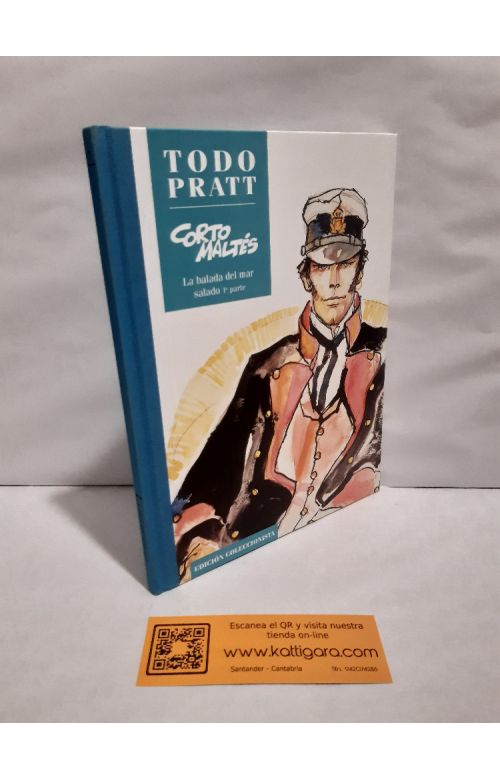 TODO
PRATT
CORTO
MALTÉS
La balada del mar
salado 1ª parte
EDICIÓN COLECCIONISTA
Escanea el QR y visita nuestra
tienda on-line
www.kattigara.com
Santander - Cantabria